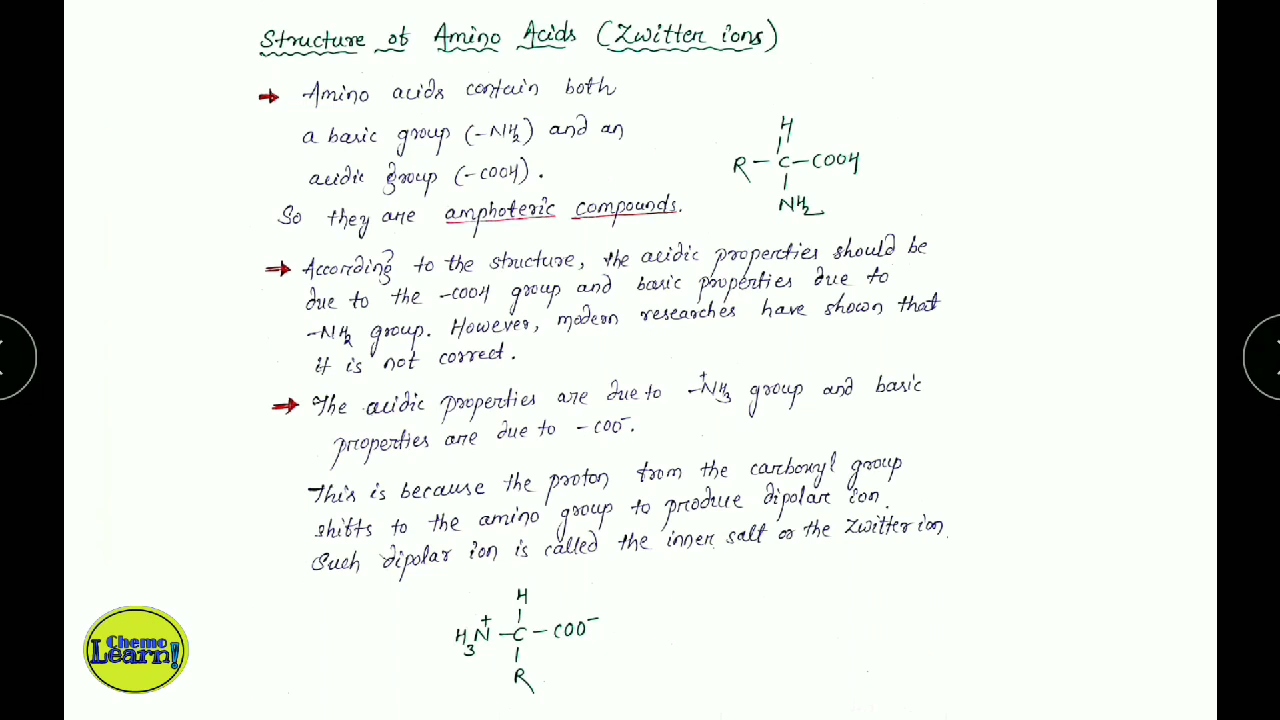 Structure of Amino Acids (Zwitter ions)
→ Amino acids contain both
a basic group (-NH2) and an
acidic group (-COOH).
So they are amphoteric compounds.
H
R - C - COOH
NH2
→ According to the structure, the acidic properties should be
due to the -COOH group and basic properties due to
-NH2 group. However, modern researches have shown that
it is not correct.
→ The acidic properties are due to -N+H3 group and basic
properties are due to -COO-.
This is because the proton from the carboxyl group
shifts to the amino group to produce dipolar ion.
Such dipolar ion is called the inner salt or the Zwitter ion.
H
H3N+ - C - COO-
R
Chemo
Learn!